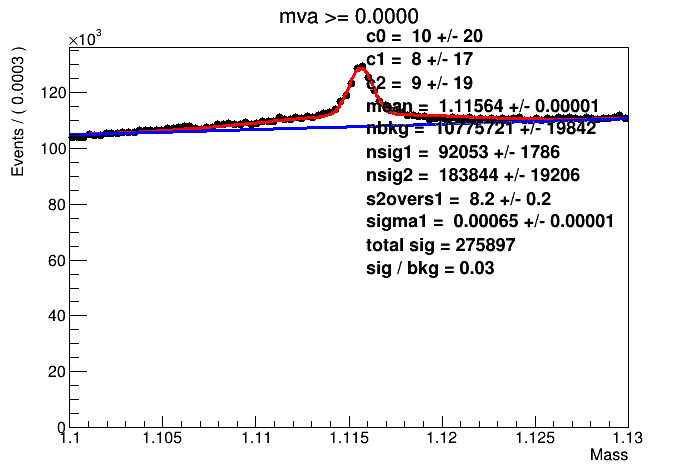 mva >= 0.0000
c0 = 10 +/- 20
×10³
c1 = 8 +/- 17
c2 = 9 +/- 19
mean = 1.11564 +/- 0.00001
nbkg = 10775721 +/- 19842
nsig1 = 92053 +/- 1786
nsig2 = 183844 +/- 19206
s2overs1 = 8.2 +/- 0.2
sigma1 = 0.00065 +/- 0.00001
total sig = 275897
sig / bkg = 0.03
Events / ( 0.0003 )
120
100
80
60
40
20
0
1.1 1.105 1.11 1.115 1.12 1.125 1.13
Mass